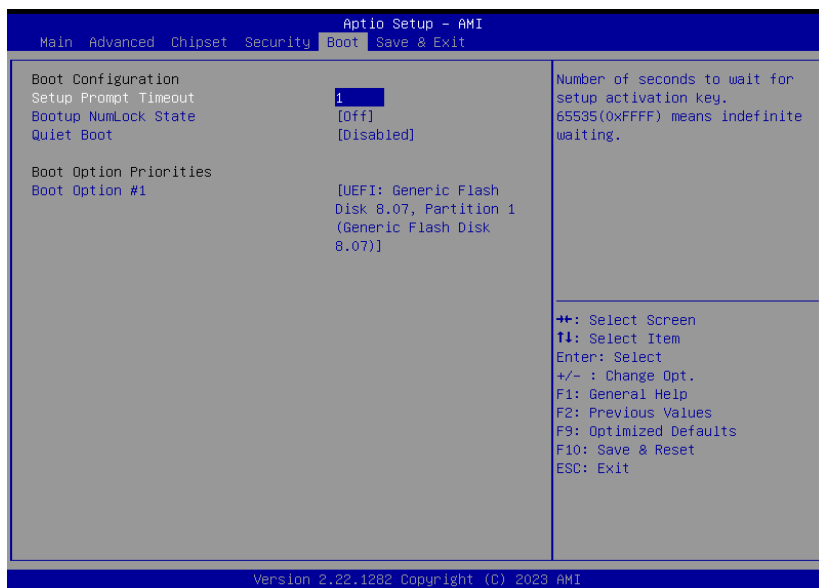 Aptio Setup – AMI
Main Advanced Chipset Security Boot Save & Exit
Boot Configuration
Setup Prompt Timeout 1
Bootup NumLock State [Off]
Quiet Boot [Disabled]
Boot Option Priorities
Boot Option #1 [UEFI: Generic Flash
Disk 8.07, Partition 1
(Generic Flash Disk
8.07)]
Number of seconds to wait for
setup activation key.
65535(0xFFFF) means indefinite
waiting.
→←: Select Screen
↑↓: Select Item
Enter: Select
+/- : Change Opt.
F1: General Help
F2: Previous Values
F9: Optimized Defaults
F10: Save & Reset
ESC: Exit
Version 2.22.1282 Copyright (C) 2023 AMI